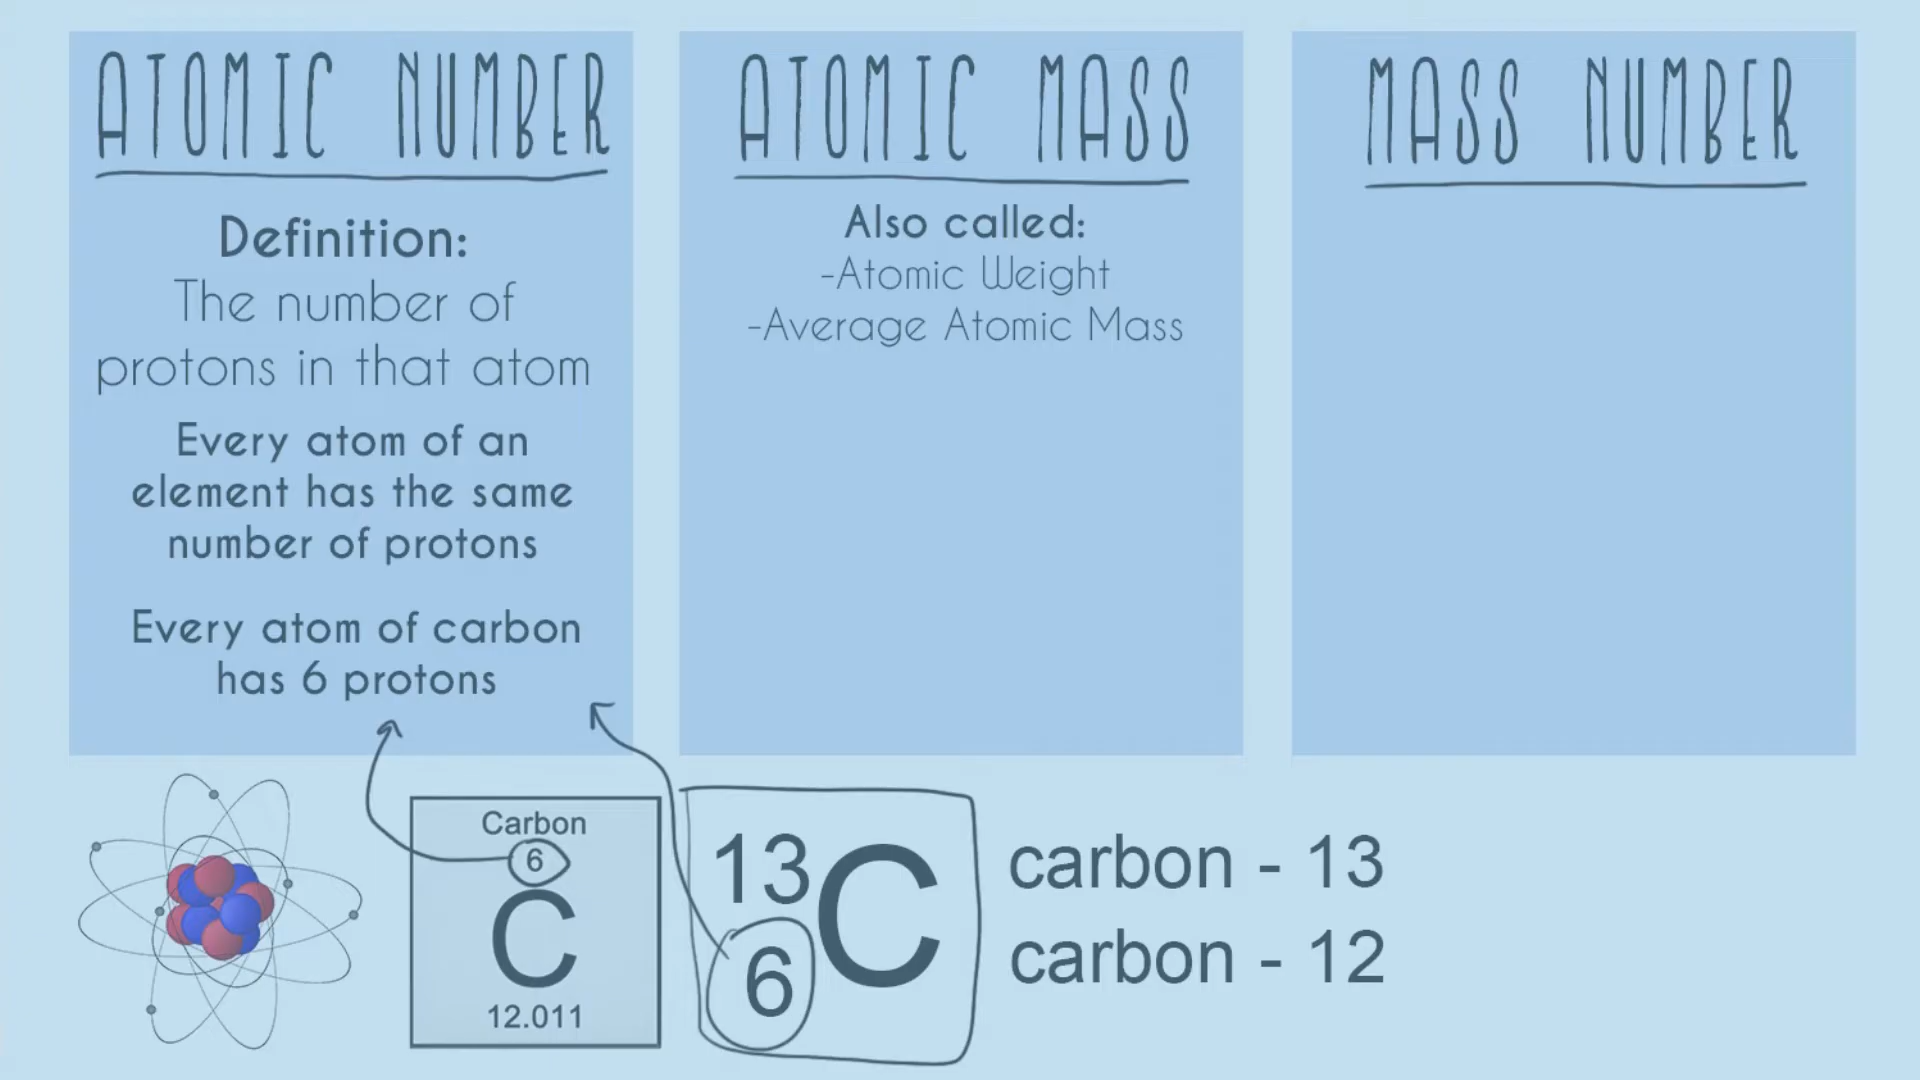 ATOMIC NUMBER
Definition:
The number of
protons in that atom
Every atom of an
element has the same
number of protons
Every atom of carbon
has 6 protons
ATOMIC MASS
Also called:
-Atomic Weight
-Average Atomic Mass
MASS NUMBER
Carbon
6
C
12.011
13
C
6
carbon - 13
carbon - 12